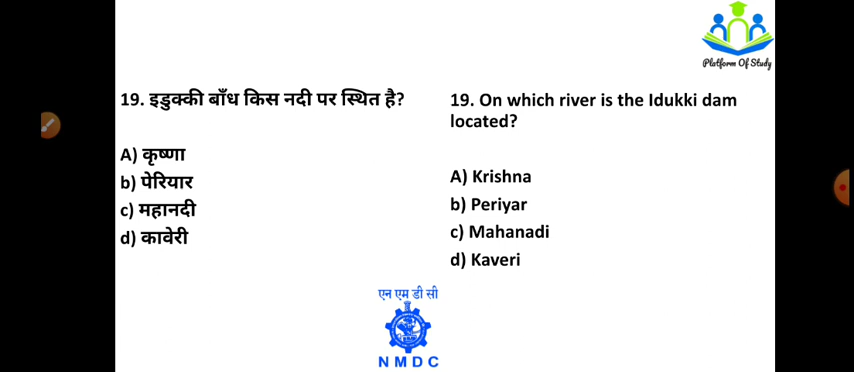 Platform Of Study
19. इडुक्की बाँध किस नदी पर स्थित है?
A) कृष्णा
b) पेरियार
c) महानदी
d) कावेरी
19. On which river is the Idukki dam
located?
A) Krishna
b) Periyar
c) Mahanadi
d) Kaveri
एन एम डी सी
NMDC